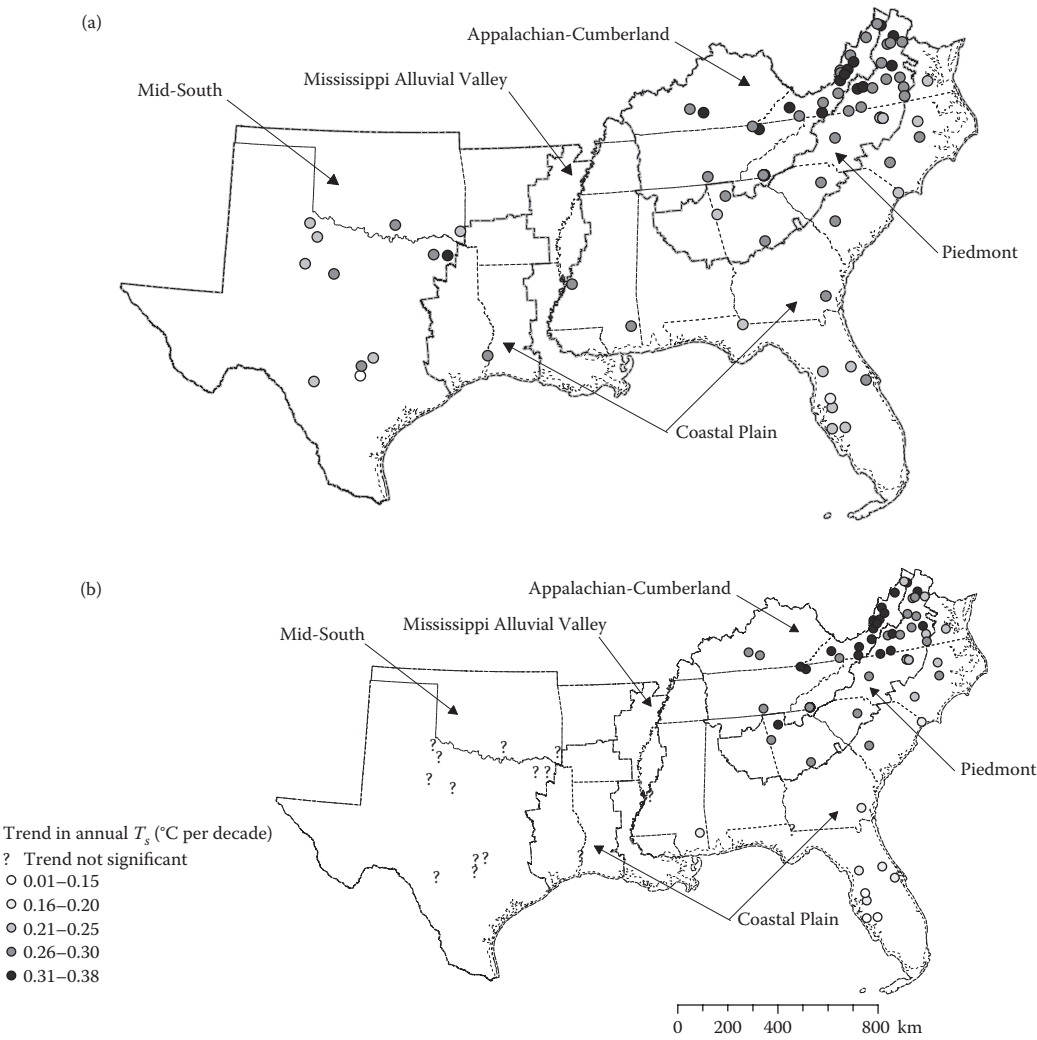 (a)
Appalachian-Cumberland
Mississippi Alluvial Valley
Mid-South
Piedmont
Coastal Plain
(b)
Appalachian-Cumberland
Mississippi Alluvial Valley
Mid-South
? ? ?
? ? ?
? ?
? ?
? ?
?
Piedmont
Coastal Plain
Trend in annual Ts (°C per decade)
? Trend not significant
0.01–0.15
0.16–0.20
0.21–0.25
0.26–0.30
0.31–0.38
0 200 400 800 km